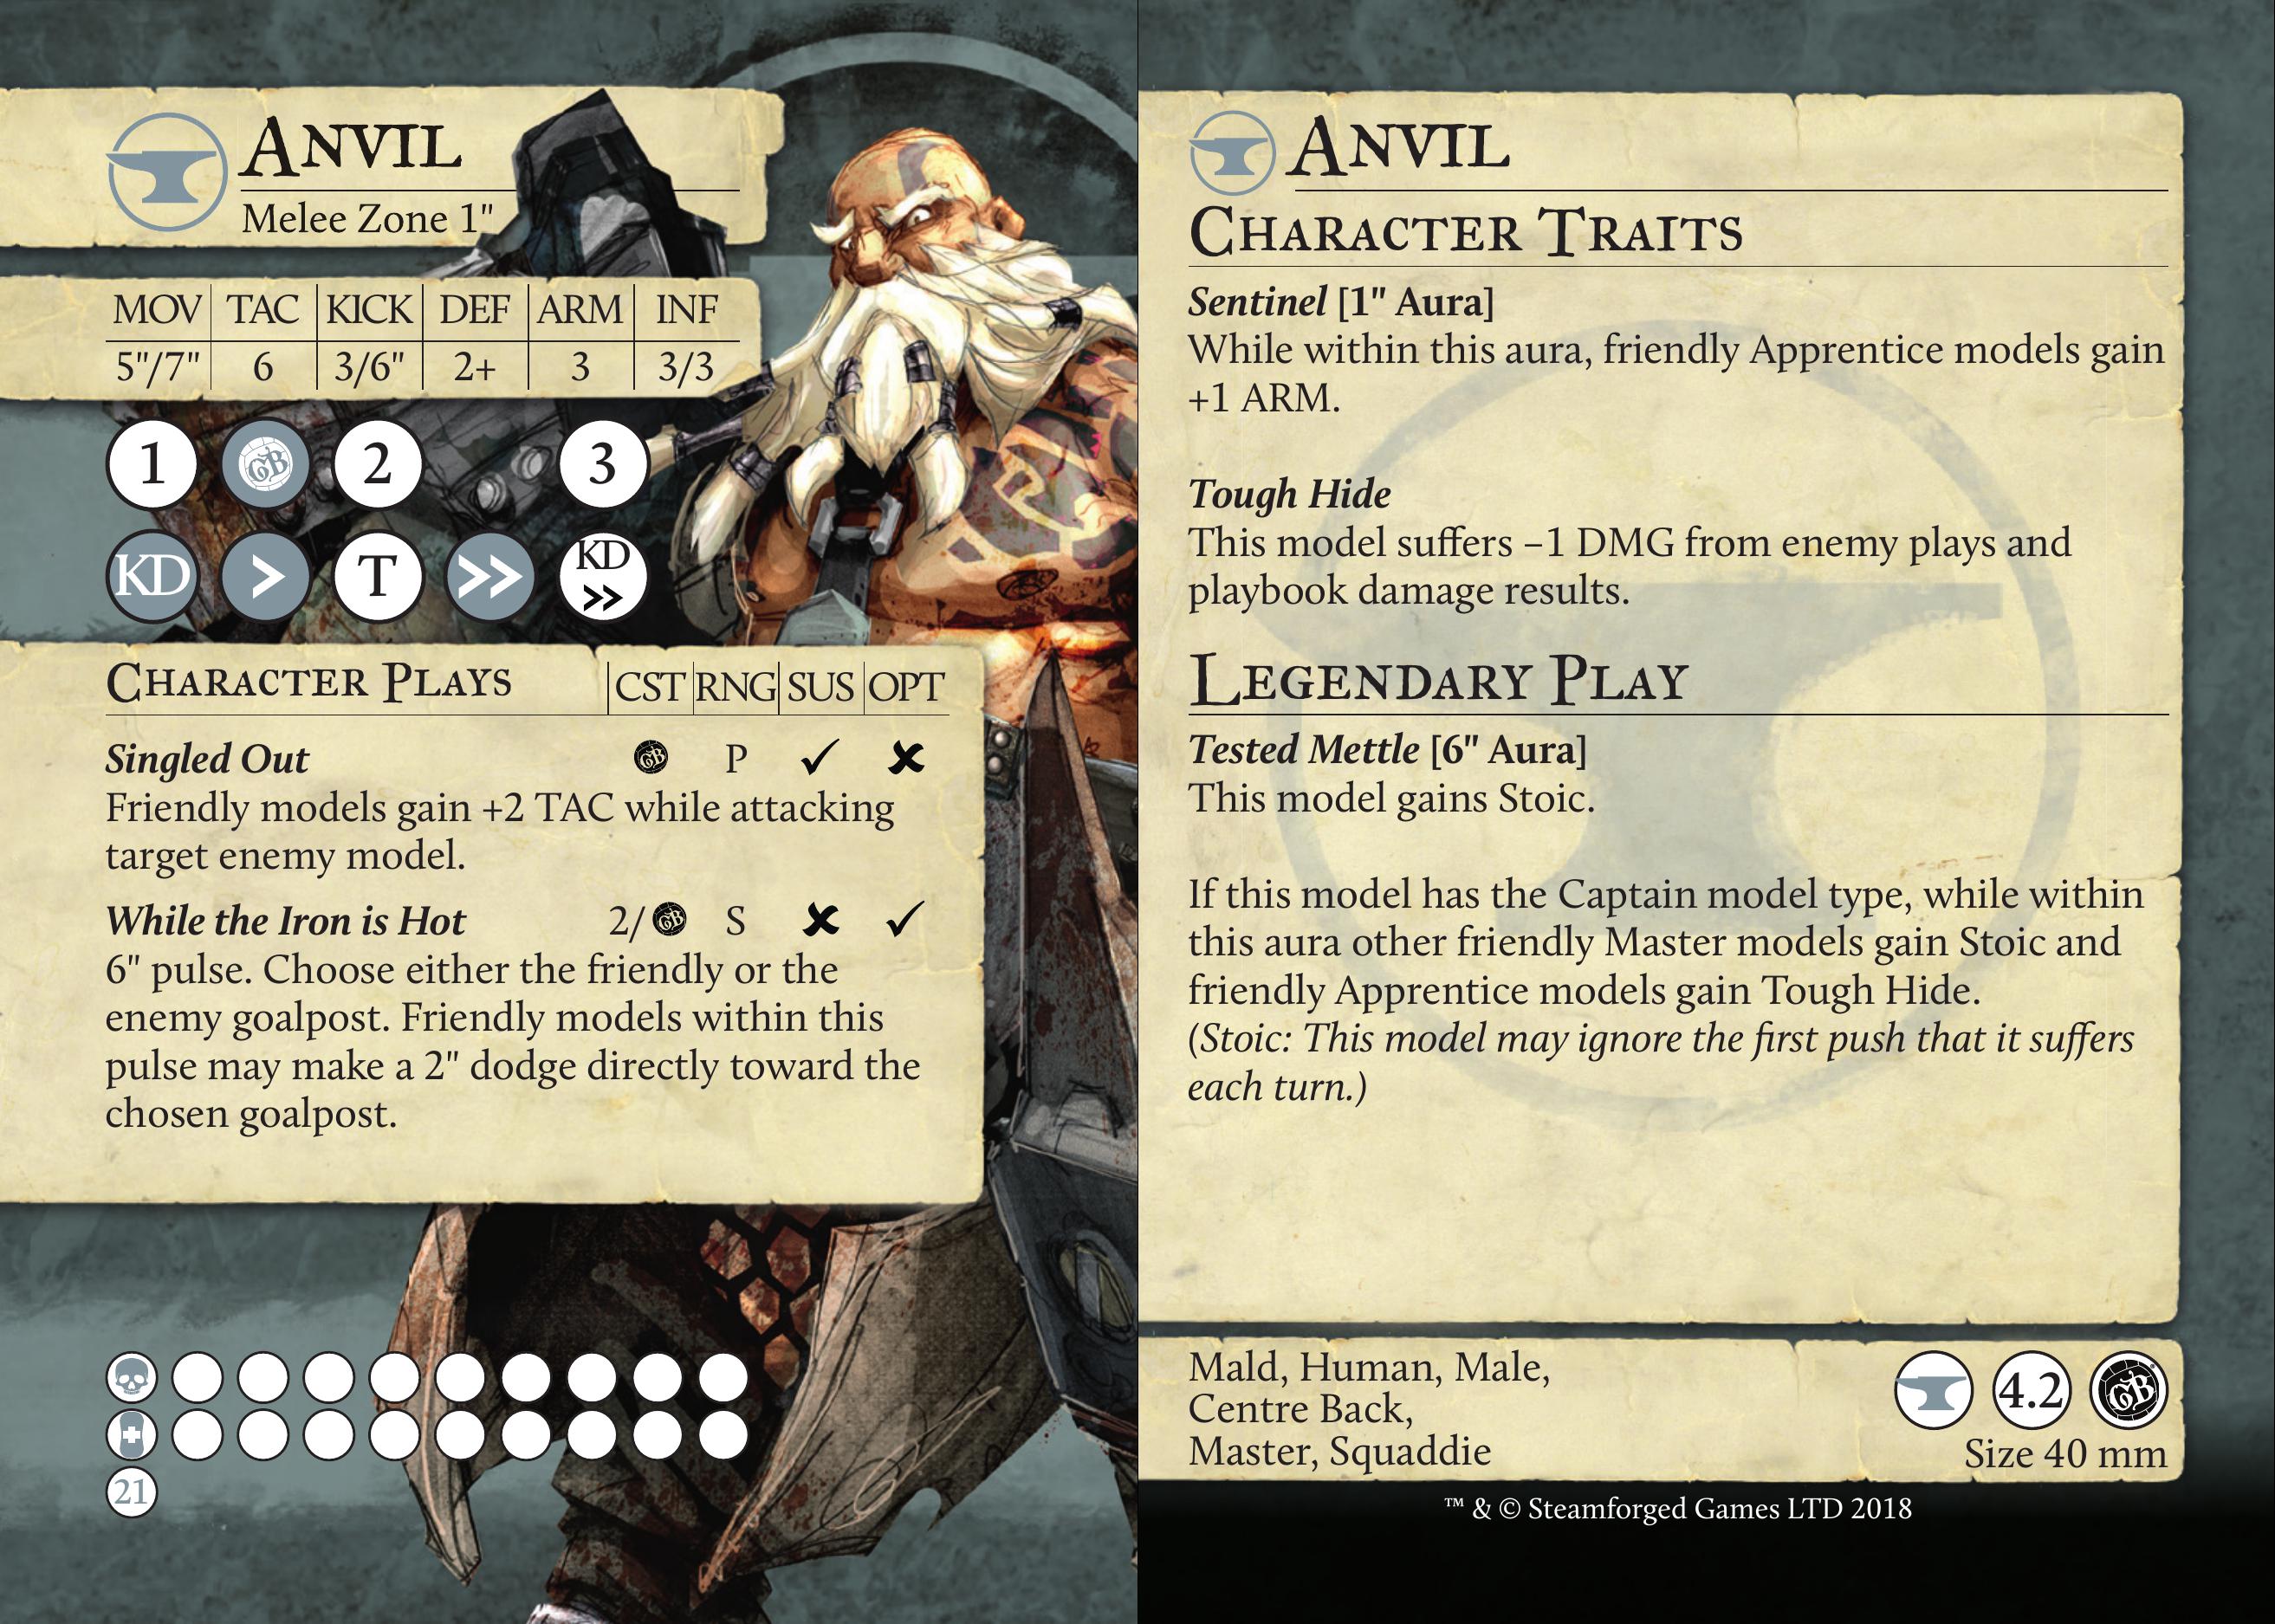 ANVIL
Melee Zone 1"
MOV TAC KICK DEF ARM INF
5"/7" 6 3/6" 2+ 3 3/3
1 GB 2 3
KD > T >> KD >>
CHARACTER PLAYS CST RNG SUS OPT
Singled Out GB P ✓ ✘
Friendly models gain +2 TAC while attacking
target enemy model.
While the Iron is Hot 2/GB S ✘ ✓
6" pulse. Choose either the friendly or the
enemy goalpost. Friendly models within this
pulse may make a 2" dodge directly toward the
chosen goalpost.
21
ANVIL
CHARACTER TRAITS
Sentinel [1" Aura]
While within this aura, friendly Apprentice models gain
+1 ARM.
Tough Hide
This model suffers –1 DMG from enemy plays and
playbook damage results.
LEGENDARY PLAY
Tested Mettle [6" Aura]
This model gains Stoic.
If this model has the Captain model type, while within
this aura other friendly Master models gain Stoic and
friendly Apprentice models gain Tough Hide.
(Stoic: This model may ignore the first push that it suffers
each turn.)
Mald, Human, Male,
Centre Back,
Master, Squaddie
4.2 GB
Size 40 mm
™ & © Steamforged Games LTD 2018